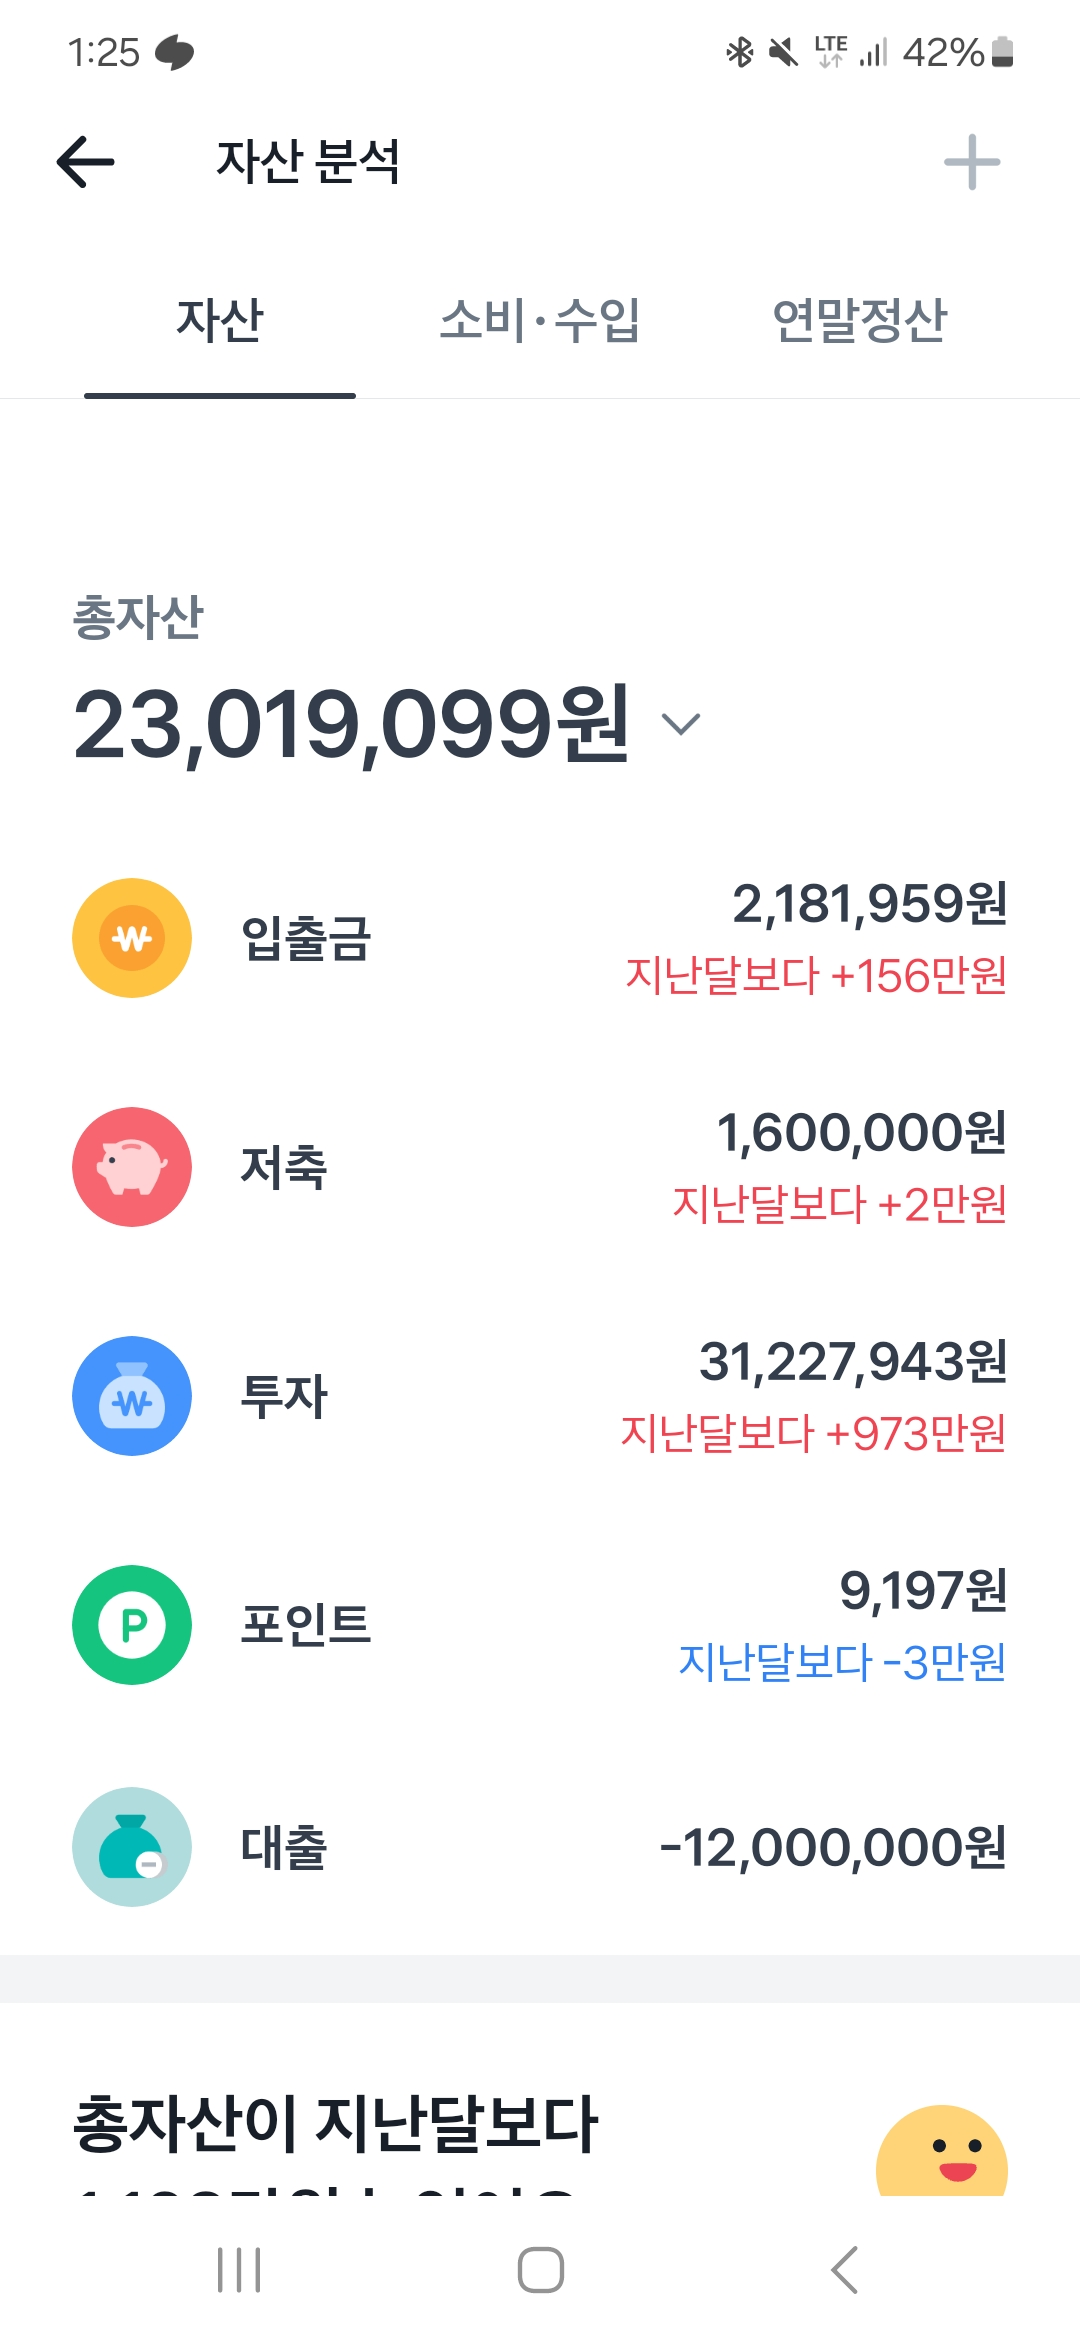 1:25 LTE 42%
자산 분석
자산 소비·수입 연말정산
총자산
23,019,099원
입출금 2,181,959원
지난달보다 +156만원
저축 1,600,000원
지난달보다 +2만원
투자 31,227,943원
지난달보다 +973만원
P 포인트 9,197원
지난달보다 -3만원
대출 -12,000,000원
총자산이 지난달보다